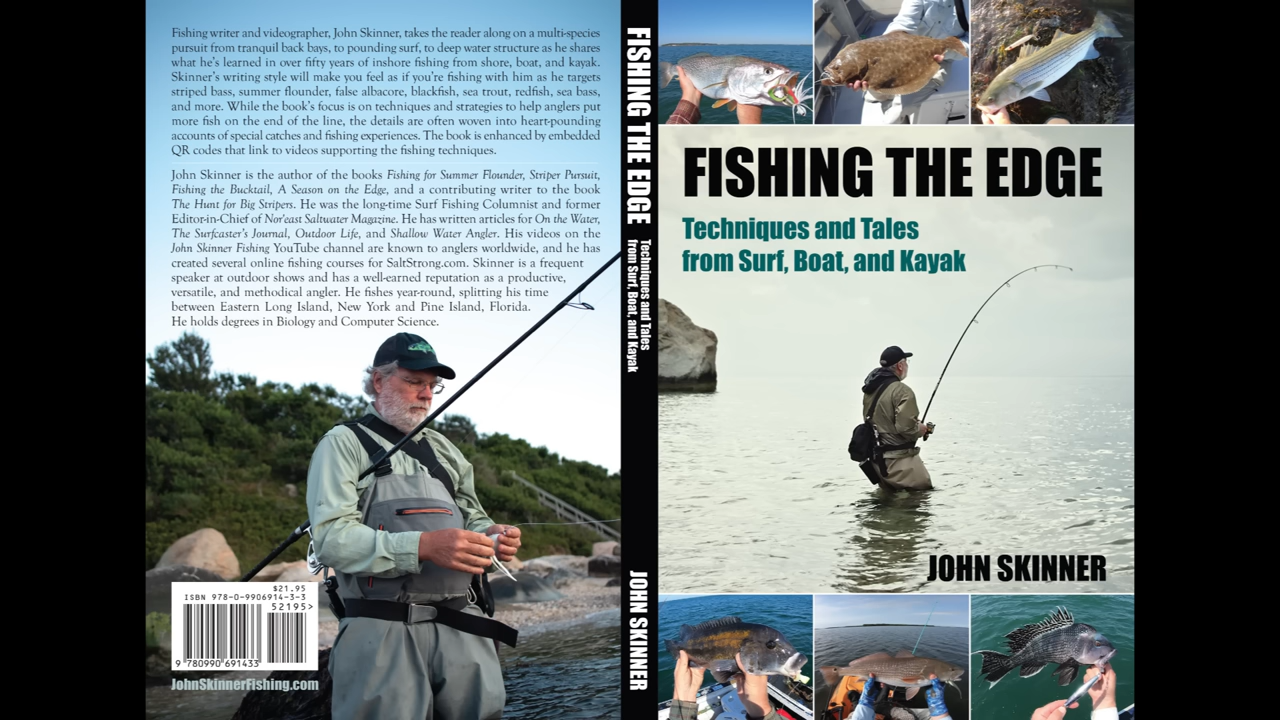 Fishing writer and videographer, John Skinner, takes the reader along on a multi-species
pursuit from tranquil back bays, to pounding surf, to deep water structure as he shares
what he's learned in over fifty years of inshore fishing from shore, boat, and kayak.
Skinner's writing style will make you feel as if you're fishing with him as he targets
striped bass, summer flounder, false albacore, blackfish, sea trout, redfish, sea bass,
and more. While the book's focus is on techniques and strategies to help anglers put
more fish on the end of the line, the details are often woven into heart-pounding
accounts of special catches and fishing experiences. The book is enhanced by embedded
QR codes that link to videos supporting the fishing techniques.
John Skinner is the author of the books Fishing for Summer Flounder, Striper Pursuit,
Fishing the Bucktail, A Season on the Edge, and a contributing writer to the book
The Hunt for Big Stripers. He was the long-time Surf Fishing Columnist and former
Editor-in-Chief of Nor'east Saltwater Magazine. He has written articles for On the Water,
The Surfcaster's Journal, Outdoor Life, and Shallow Water Angler. His videos on the
John Skinner Fishing YouTube channel are known to anglers worldwide, and he has
created several online fishing courses for SaltStrong.com. Skinner is a frequent
speaker at outdoor shows and has a well-earned reputation as a productive,
versatile, and methodical angler. He fishes year-round, splitting his time
between Eastern Long Island, New York and Pine Island, Florida.
He holds degrees in Biology and Computer Science.
$21.95
ISBN 978-0-9906914-3-3
52195>
9 780990 691433
JohnSkinnerFishing.com
FISHING THE EDGE
Techniques and Tales
from Surf, Boat, and Kayak
JOHN SKINNER
FISHING THE EDGE
Techniques and Tales
from Surf, Boat, and Kayak
JOHN SKINNER